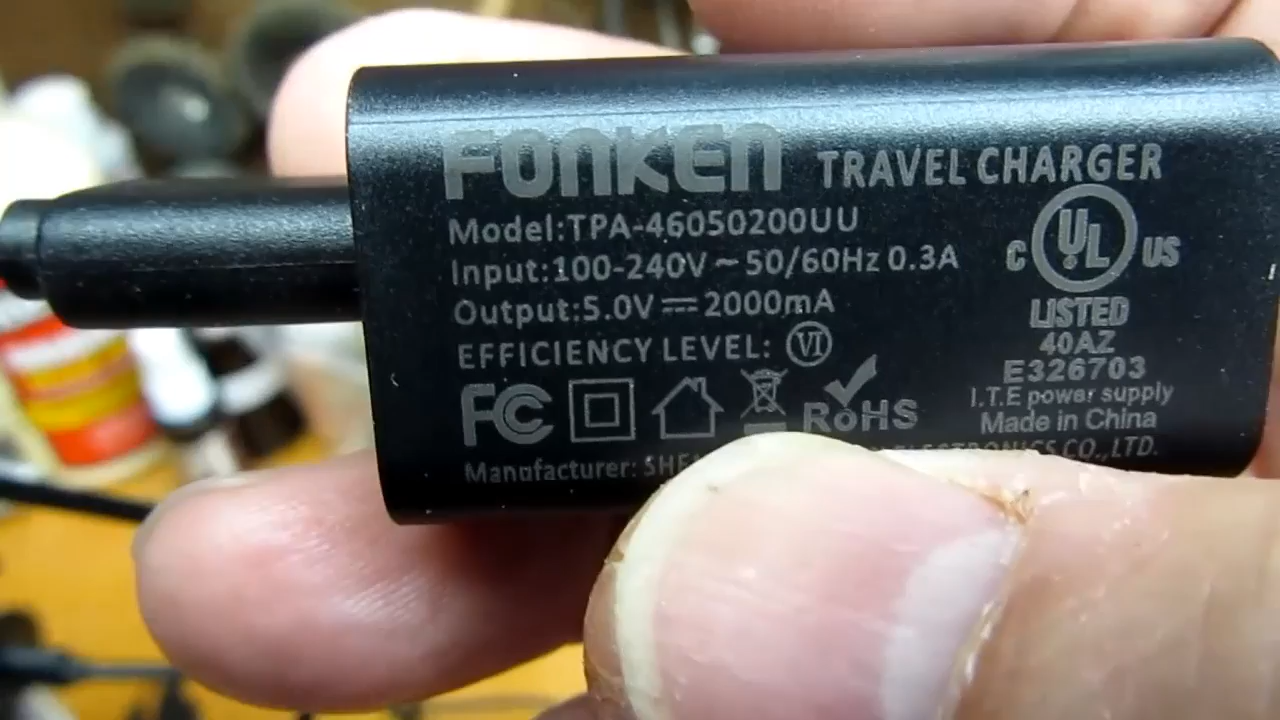 FONKEN TRAVEL CHARGER
Model:TPA-46050200UU
Input:100-240V ~ 50/60Hz 0.3A
Output:5.0V ⎓ 2000mA
EFFICIENCY LEVEL: VI
FC
RoHS
Manufacturer: ELECTRONICS CO.,LTD.
C UL US
LISTED
40AZ
E326703
I.T.E power supply
Made in China